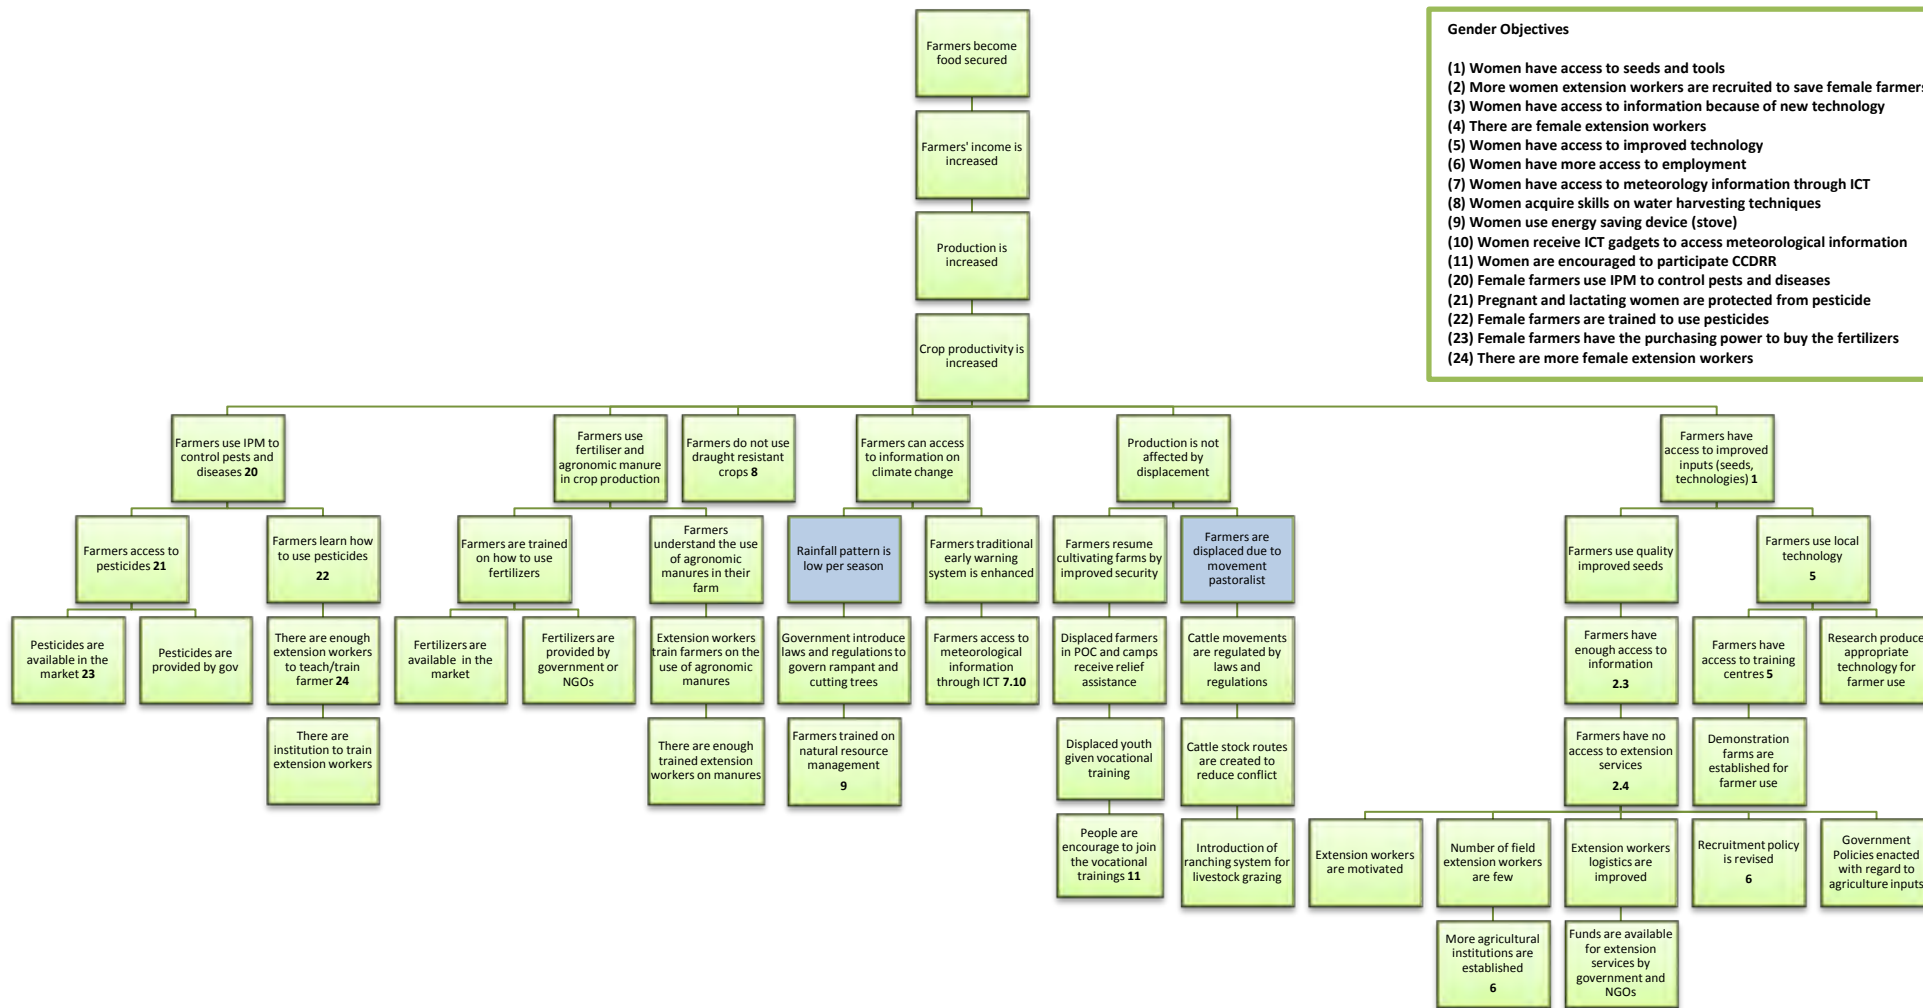 Farmers become
food secured
Farmers' income is
increased
Production is
increased
Crop productivity is
increased
Gender Objectives
(1) Women have access to seeds and tools
(2) More women extension workers are recruited to save female farmers
(3) Women have access to information because of new technology
(4) There are female extension workers
(5) Women have access to improved technology
(6) Women have more access to employment
(7) Women have access to meteorology information through ICT
(8) Women acquire skills on water harvesting techniques
(9) Women use energy saving device (stove)
(10) Women receive ICT gadgets to access meteorological information
(11) Women are encouraged to participate CCDRR
(20) Female farmers use IPM to control pests and diseases
(21) Pregnant and lactating women are protected from pesticide
(22) Female farmers are trained to use pesticides
(23) Female farmers have the purchasing power to buy the fertilizers
(24) There are more female extension workers
Farmers use IPM to
control pests and
diseases 20
Farmers use
fertiliser and
agronomic manure
in crop production
Farmers do not use
draught resistant
crops 8
Farmers can access
to information on
climate change
Production is not
affected by
displacement
Farmers have
access to improved
inputs (seeds,
technologies) 1
Farmers access to
pesticides 21
Farmers learn how
to use pesticides
22
Farmers are trained
on how to use
fertilizers
Farmers
understand the use
of agronomic
manures in their
farm
Rainfall pattern is
low per season
Farmers traditional
early warning
system is enhanced
Farmers resume
cultivating farms by
improved security
Farmers are
displaced due to
movement
pastoralist
Farmers use quality
improved seeds
Farmers use local
technology
5
Pesticides are
available in the
market 23
Pesticides are
provided by gov
There are enough
extension workers
to teach/train
farmer 24
Fertilizers are
available in the
market
Fertilizers are
provided by
government or
NGOs
Extension workers
train farmers on the
use of agronomic
manures
Government introduce
laws and regulations to
govern rampant and
cutting trees
Farmers access to
meteorological
information
through ICT 7.10
Displaced farmers
in POC and camps
receive relief
assistance
Cattle movements
are regulated by
laws and
regulations
Farmers have
enough access to
information
2.3
Farmers have
access to training
centres 5
Research produce
appropriate
technology for
farmer use
There are
institution to train
extension workers
There are enough
trained extension
workers on manures
Farmers trained on
natural resource
management
9
Displaced youth
given vocational
training
Cattle stock routes
are created to
reduce conflict
Farmers have no
access to extension
services
2.4
Demonstration
farms are
established for
farmer use
People are
encourage to join
the vocational
trainings 11
Introduction of
ranching system for
livestock grazing
Extension workers
are motivated
Number of field
extension workers
are few
Extension workers
logistics are
improved
Recruitment policy
is revised
6
Government
Policies enacted
with regard to
agriculture inputs
More agricultural
institutions are
established
6
Funds are available
for extension
services by
government and
NGOs